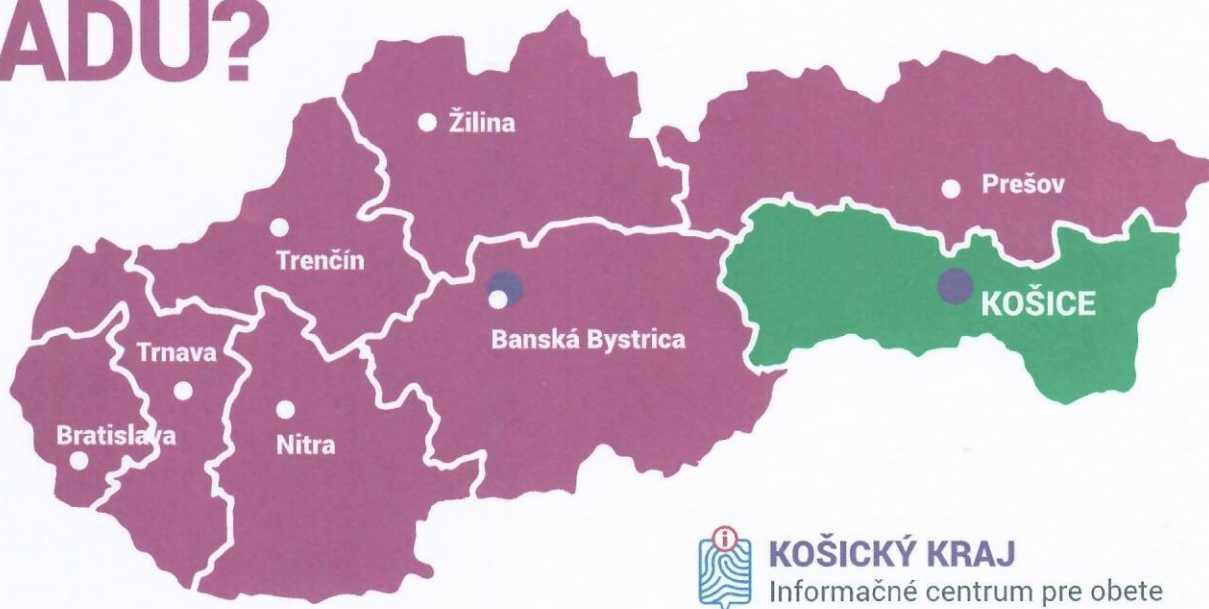 ADU?
Žilina
Prešov
Trenčín
KOŠICE
Banská Bystrica
Trnava
Bratislava
Nitra
i
KOŠICKÝ KRAJ
Informačné centrum pre obete